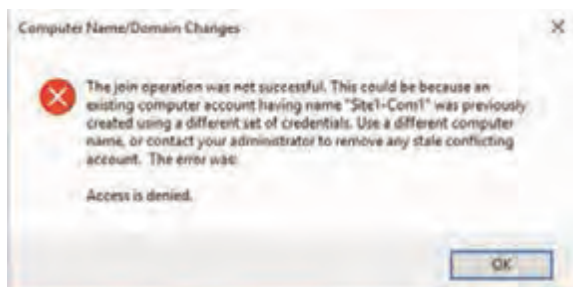 Computer Name/Domain Changes
The join operation was not successful. This could be because an
existing computer account having name "Site1-Com1" was previously
created using a different set of credentials. Use a different computer
name, or contact your administrator to remove any stale conflicting
account. The error was:
Access is denied.
OK